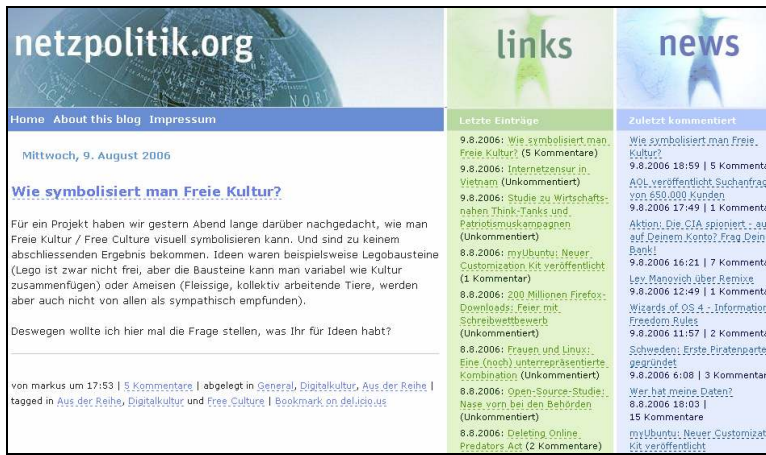 netzpolitik.org
Home About this blog Impressum
Mittwoch, 9. August 2006
Wie symbolisiert man Freie Kultur?
Für ein Projekt haben wir gestern Abend lange darüber nachgedacht, wie man
Freie Kultur / Free Culture visuell symbolisieren kann. Und sind zu keinem
abschliessenden Ergebnis bekommen. Ideen waren beispielsweise Legobausteine
(Lego ist zwar nicht frei, aber die Bausteine kann man variabel wie Kultur
zusammenfügen) oder Ameisen (Fleissige, kollektiv arbeitende Tiere, werden
aber auch nicht von allen als sympathisch empfunden).
Deswegen wollte ich hier mal die Frage stellen, was Ihr für Ideen habt?
von markus um 17:53 | 5 Kommentare | abgelegt in General, Digitalkultur, Aus der Reihe |
tagged in Aus der Reihe, Digitalkultur und Free Culture | Bookmark on del.icio.us
links
Letzte Einträge
9.8.2006: Wie symbolisiert man
Freie Kultur? (5 Kommentare)
9.8.2006: Internetzensur in
Vietnam (Unkommentiert)
9.8.2006: Studie zu Wirtschafts-
nahen Think-Tanks und
Patriotismuskampagnen
(Unkommentiert)
8.8.2006: myUbuntu: Neuer
Customization Kit veröffentlicht
(1 Kommentar)
8.8.2006: 200 Millionen Firefox-
Downloads: Feier mit
Schreibwettbewerb
(Unkommentiert)
8.8.2006: Frauen und Linux:
Eine (noch) unterrepräsentierte
Kombination (Unkommentiert)
8.8.2006: Open-Source-Studie:
Nase vorn bei den Behörden
(Unkommentiert)
8.8.2006: Deleting Online
Predators Act (2 Kommentare)
news
Zuletzt kommentiert
Wie symbolisiert man Freie
Kultur?
9.8.2006 18:59 | 5 Kommenta
AOL veröffentlicht Suchanfrag
von 650.000 Kunden
9.8.2006 17:49 | 1 Kommenta
Aktion: Die CIA spioniert - au
auf Deinem Konto? Frag Dein
Bank!
9.8.2006 16:21 | 7 Kommenta
Lev Manovich über Remixe
9.8.2006 12:49 | 1 Kommenta
Wizards of OS 4 - Information
Freedom Rules
9.8.2006 11:57 | 2 Kommenta
Schweden: Erste Piratenparte
gegründet
9.8.2006 6:08 | 3 Kommentar
Wer hat meine Daten?
8.8.2006 18:03 |
15 Kommentare
myUbuntu: Neuer Customizat
Kit veröffentlicht